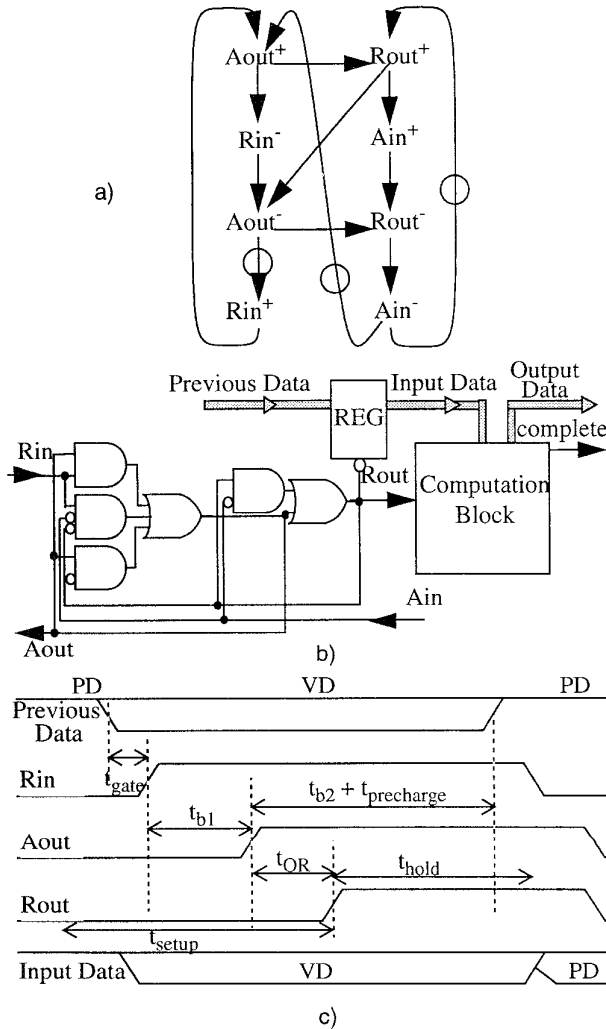 Aout+ Rout+
Rin- Ain+
a)
Aout- Rout-
Rin+ Ain-
Previous Data Input Data Output Data
REG
complete
Rin
Rout
Computation Block
Ain
Aout
b)
PD VD PD
Previous Data
Rin tgate
tb1 tb2 + tprecharge
Aout
tOR thold
Rout
tsetup
Input Data VD PD
c)